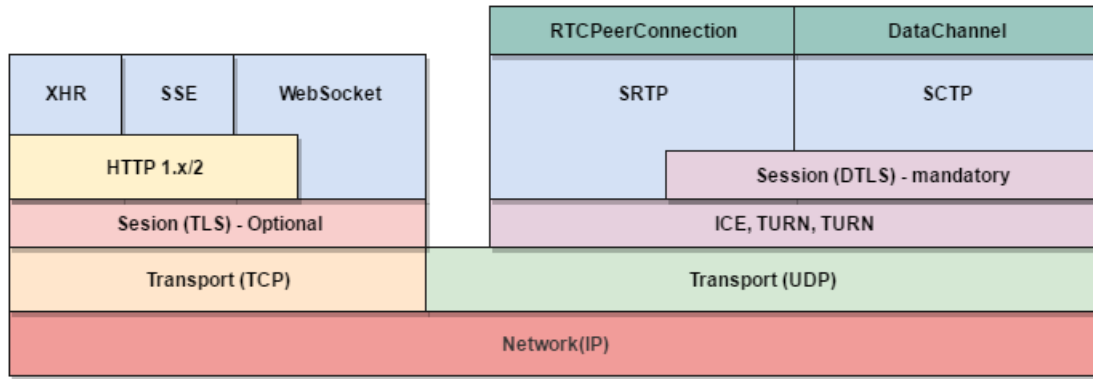 RTCPeerConnection
DataChannel
XHR
SSE
WebSocket
SRTP
SCTP
HTTP 1.x/2
Session (DTLS) - mandatory
Sesion (TLS) - Optional
ICE, TURN, TURN
Transport (TCP)
Transport (UDP)
Network(IP)